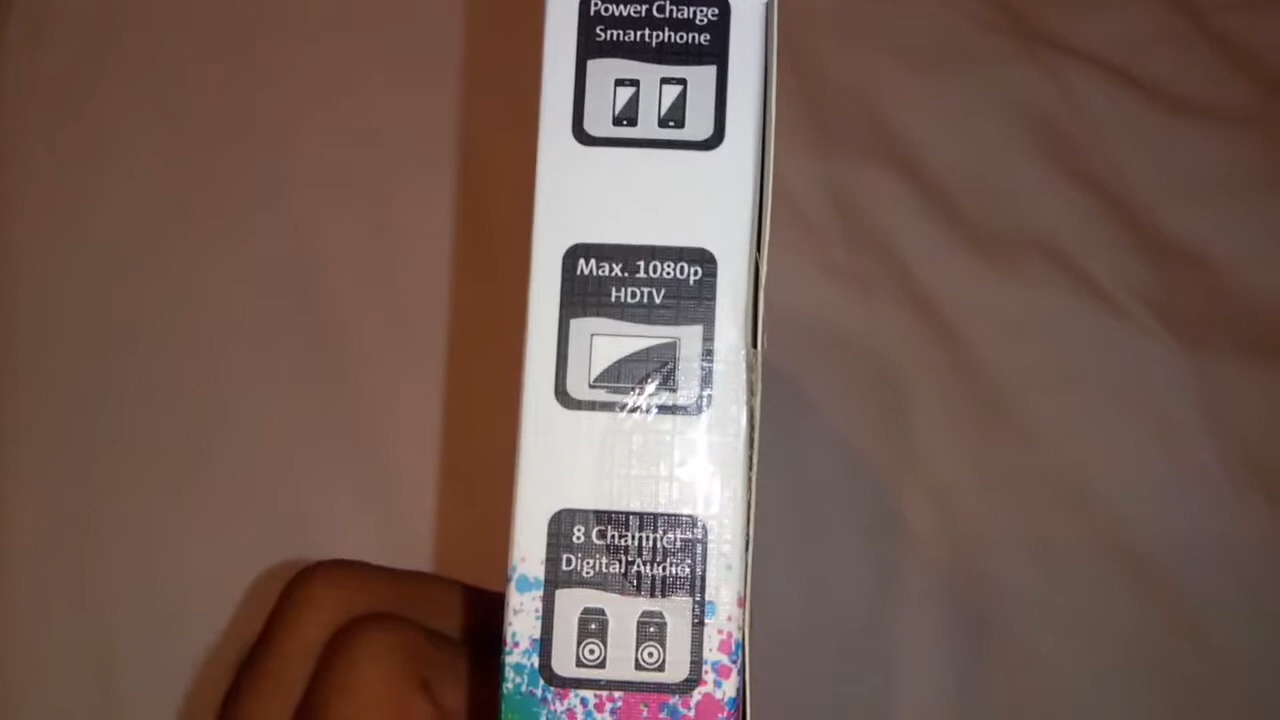 Power Charge
Smartphone
Max. 1080p
HDTV
8 Channel
Digital Audio